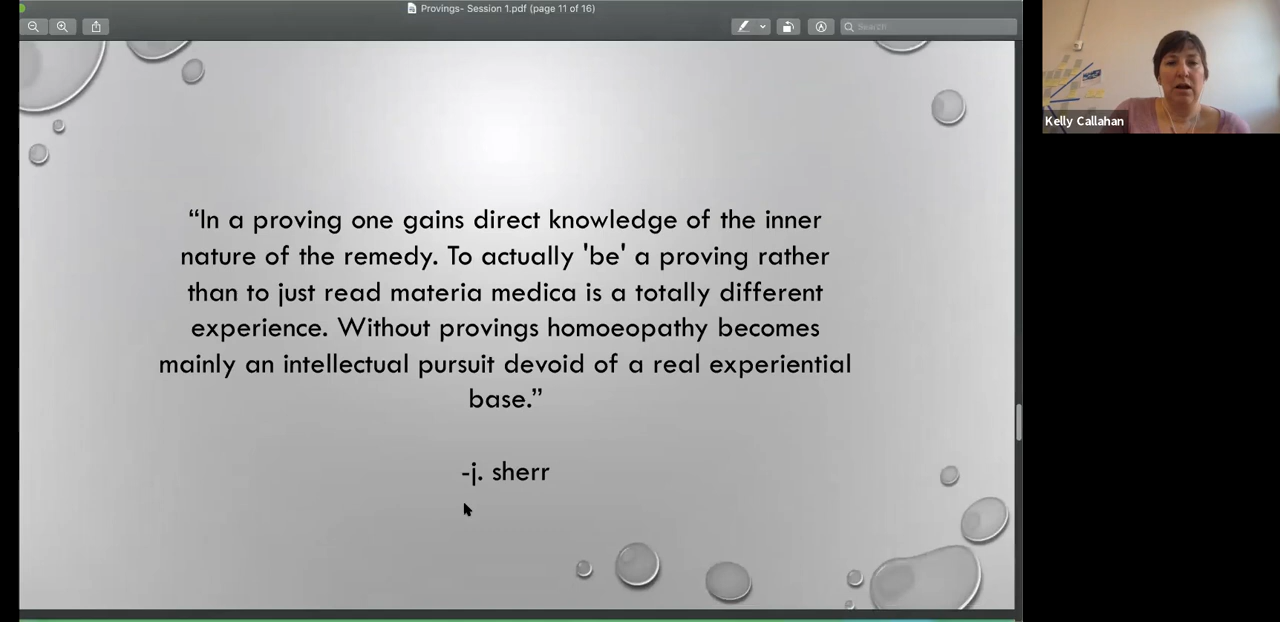 Provings- Session 1.pdf (page 11 of 16)
Search
“In a proving one gains direct knowledge of the inner
nature of the remedy. To actually 'be' a proving rather
than to just read materia medica is a totally different
experience. Without provings homoeopathy becomes
mainly an intellectual pursuit devoid of a real experiential
base.”
-j. sherr
Kelly Callahan